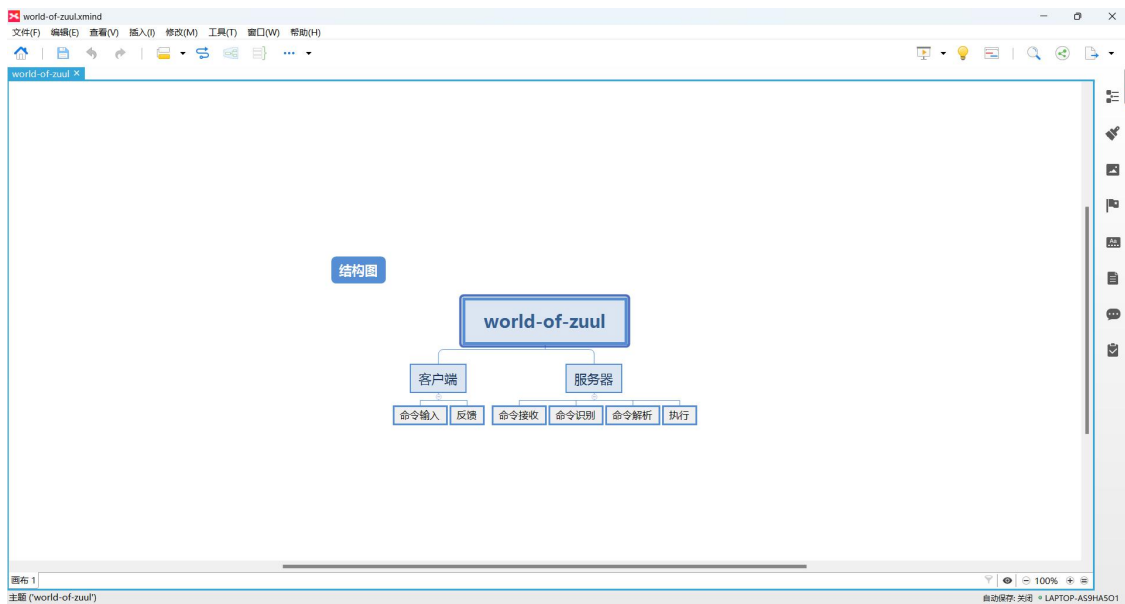 world-of-zuul.xmind
文件(F) 编辑(E) 查看(V) 插入(I) 修改(M) 工具(T) 窗口(W) 帮助(H)
world-of-zuul
结构图
world-of-zuul
客户端 服务器
命令输入 反馈 命令接收 命令识别 命令解析 执行
画布 1
100%
主题 ('world-of-zuul')
自动保存: 关闭 LAPTOP-AS9HASO1